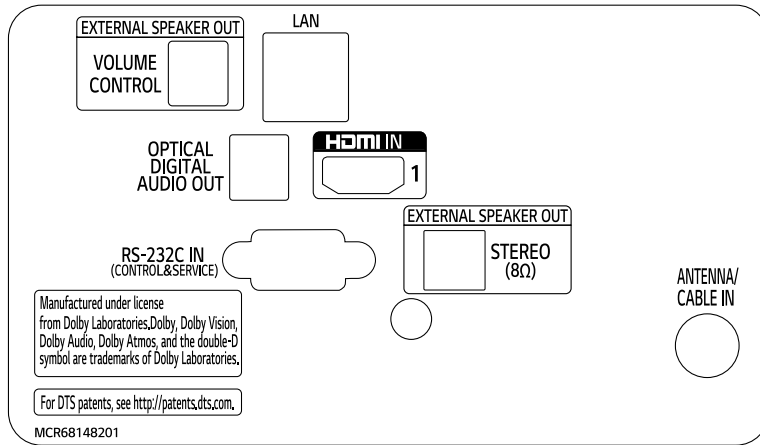 EXTERNAL SPEAKER OUT
VOLUME
CONTROL
LAN
OPTICAL
DIGITAL
AUDIO OUT
HDMI IN
1
EXTERNAL SPEAKER OUT
STEREO
(8Ω)
RS-232C IN
(CONTROL&SERVICE)
ANTENNA/
CABLE IN
Manufactured under license
from Dolby Laboratories.Dolby, Dolby Vision,
Dolby Audio, Dolby Atmos, and the double-D
symbol are trademarks of Dolby Laboratories.
For DTS patents, see http://patents.dts.com.
MCR68148201